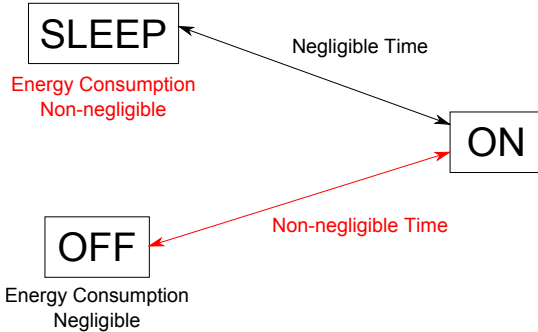 SLEEP
Energy Consumption
Non-negligible
Negligible Time
ON
Non-negligible Time
OFF
Energy Consumption
Negligible